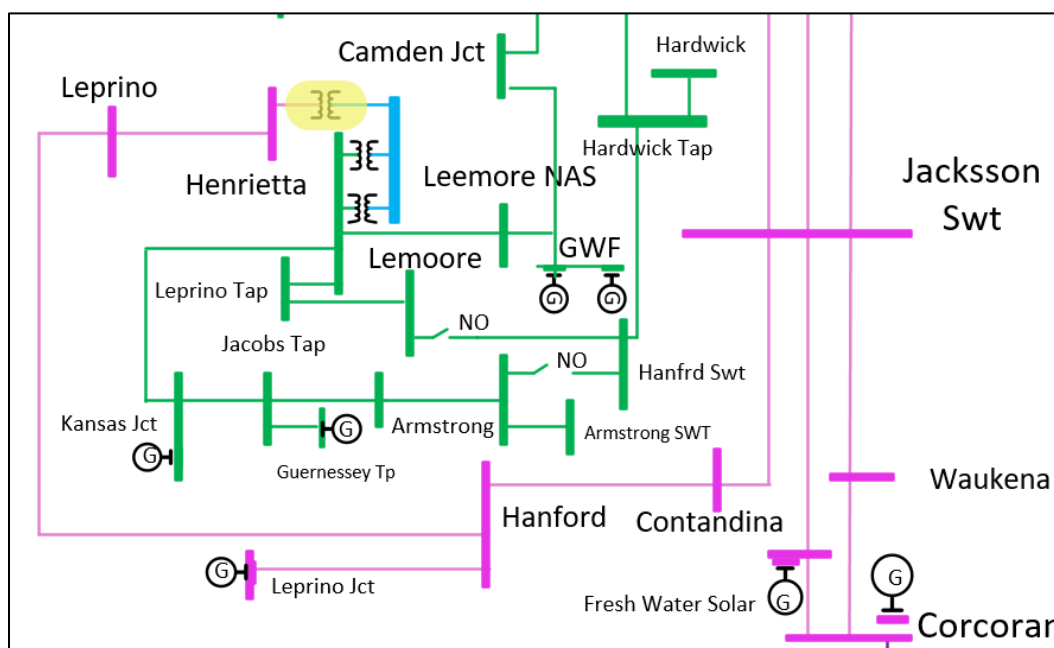 Hardwick
Camden Jct
Leprino
Hardwick Tap
Henrietta
Leemore NAS
Jacksson
Swt
GWF
Lemoore
Leprino Tap
G
G
NO
Jacobs Tap
NO
Hanfrd Swt
Kansas Jct
Armstrong
Armstrong SWT
G
G
Guernessey Tp
Waukena
Hanford
Contandina
G
Leprino Jct
G
Fresh Water Solar
G
Corcoran